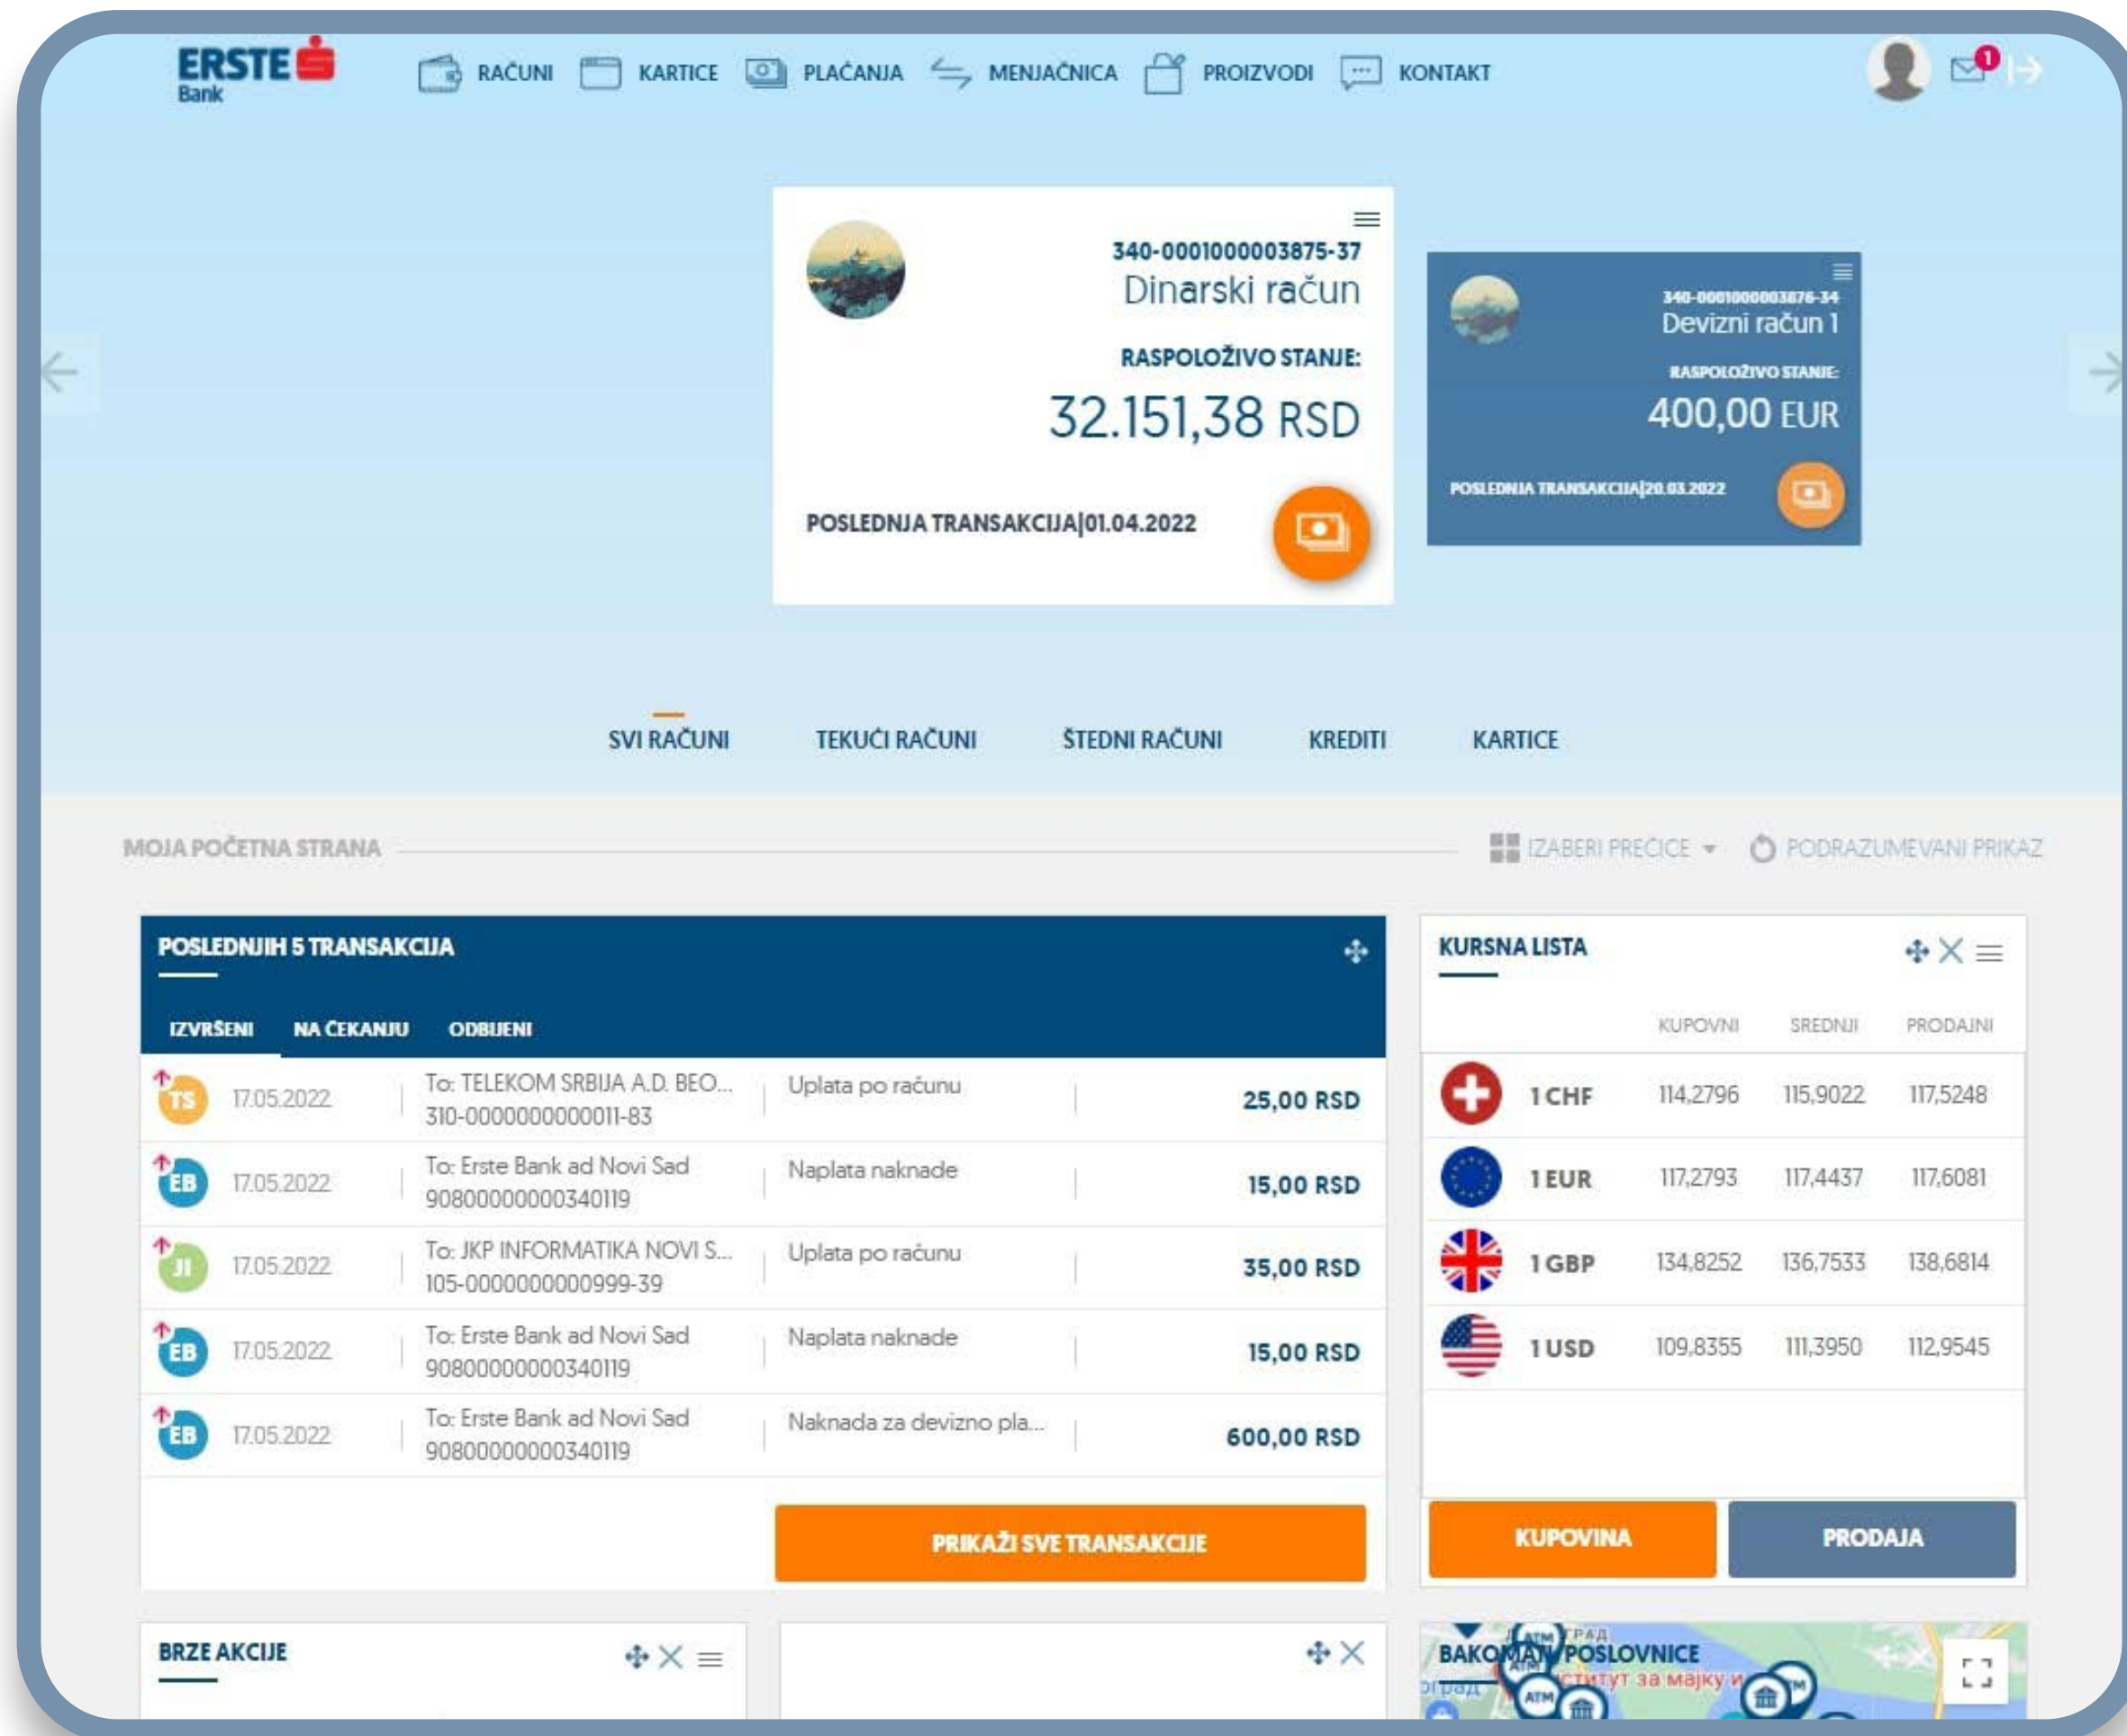 ERSTE
Bank
RAČUNI KARTICE PLAĆANJA MENJAČNICA PROIZVODI KONTAKT
1
340-0001000003875-37
Dinarski račun
RASPOLOŽIVO STANJE:
32.151,38 RSD
POSLEDNJA TRANSAKCIJA|01.04.2022
340-0001000003876-34
Devizni račun 1
RASPOLOŽIVO STANJE:
400,00 EUR
POSLEDNJA TRANSAKCIJA|20.03.2022
SVI RAČUNI TEKUĆI RAČUNI ŠTEDNI RAČUNI KREDITI KARTICE
MOJA POČETNA STRANA
IZABERI PREČICE PODRAZUMEVANI PRIKAZ
POSLEDNJIH 5 TRANSAKCIJA
IZVRŠENI NA ČEKANJU ODBIJENI
TS 17.05.2022 To: TELEKOM SRBIJA A.D. BEO... Uplata po računu 25,00 RSD
310-0000000000011-83
EB 17.05.2022 To: Erste Bank ad Novi Sad Naplata naknade 15,00 RSD
90800000000340119
JI 17.05.2022 To: JKP INFORMATIKA NOVI S... Uplata po računu 35,00 RSD
105-0000000000999-39
EB 17.05.2022 To: Erste Bank ad Novi Sad Naplata naknade 15,00 RSD
90800000000340119
EB 17.05.2022 To: Erste Bank ad Novi Sad Naknada za devizno pla... 600,00 RSD
90800000000340119
PRIKAŽI SVE TRANSAKCIJE
KURSNA LISTA
KUPOVNI SREDNJI PRODAJNI
1 CHF 114,2796 115,9022 117,5248
1 EUR 117,2793 117,4437 117,6081
1 GBP 134,8252 136,7533 138,6814
1 USD 109,8355 111,3950 112,9545
KUPOVINA PRODAJA
BRZE AKCIJE
ATM
BAKOMATI/POSLOVNICE
ATM
за мајку и
ATM